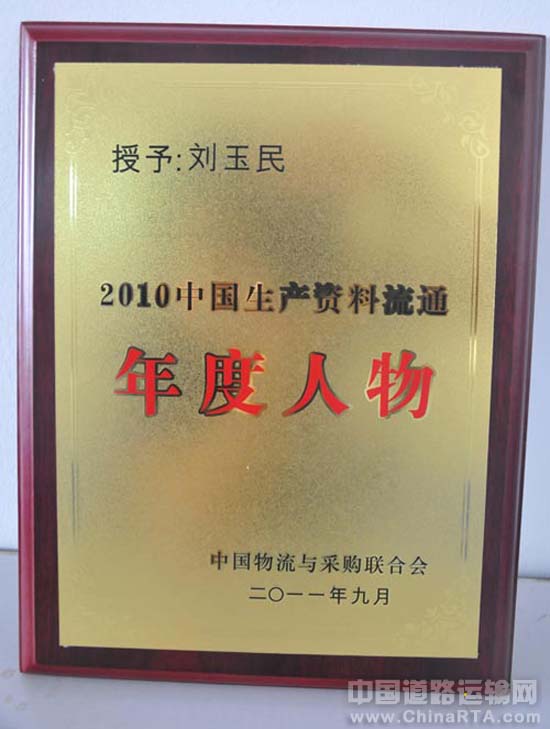 授予:刘玉民
2010中国生产资料流通
年度人物
中国物流与采购联合会
二〇一一年九月
中国道路运输网
www.ChinaRTA.com